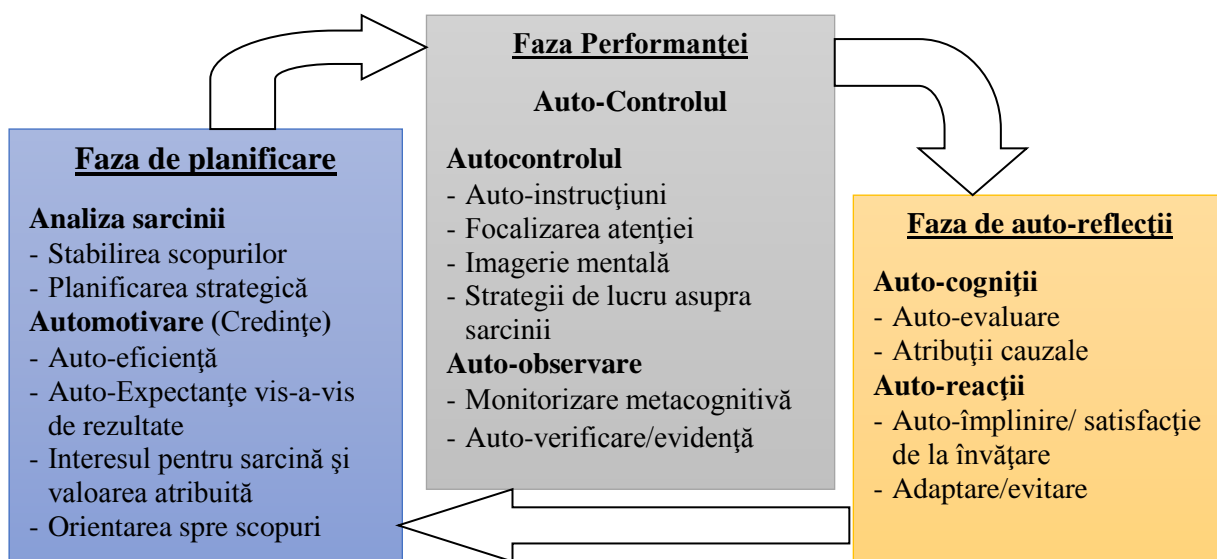 Faza de planificare
Analiza sarcinii
- Stabilirea scopurilor
- Planificarea strategică
Automotivare (Credinţe)
- Auto-eficienţă
- Auto-Expectanţe vis-a-vis
de rezultate
- Interesul pentru sarcină şi
valoarea atribuită
- Orientarea spre scopuri
Faza Performanţei
Auto-Controlul
Autocontrolul
- Auto-instrucţiuni
- Focalizarea atenţiei
- Imagerie mentală
- Strategii de lucru asupra
sarcinii
Auto-observare
- Monitorizare metacognitivă
- Auto-verificare/evidenţă
Faza de auto-reflecţii
Auto-cogniţii
- Auto-evaluare
- Atribuţii cauzale
Auto-reacţii
- Auto-împlinire/ satisfacţie
de la învăţare
- Adaptare/evitare